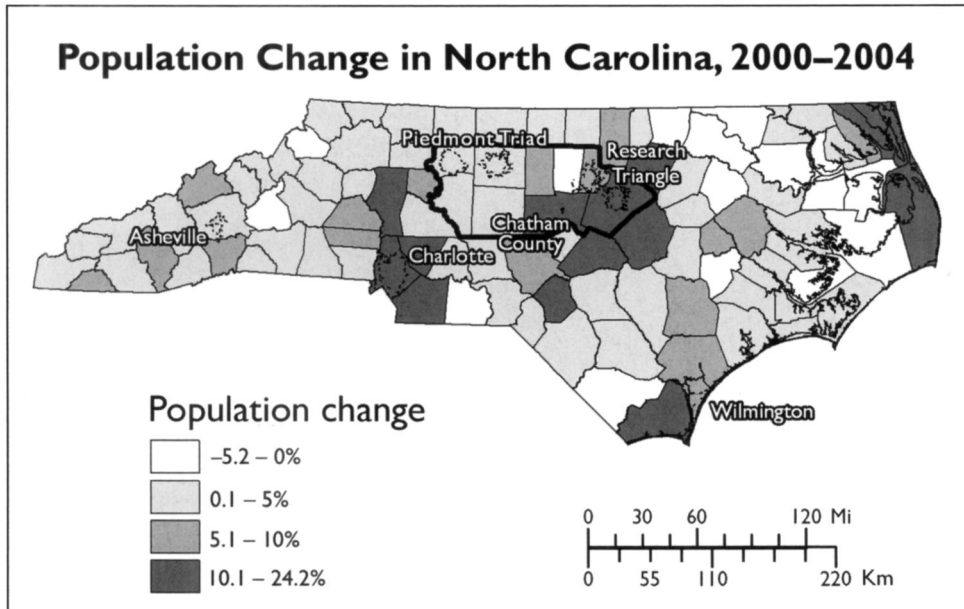 Population Change in North Carolina, 2000–2004
Piedmont Triad
Research
Triangle
Asheville
Chatham
County
Charlotte
Wilmington
Population change
–5.2 – 0%
0.1 – 5%
5.1 – 10%
10.1 – 24.2%
0 30 60 120 Mi
0 55 110 220 Km